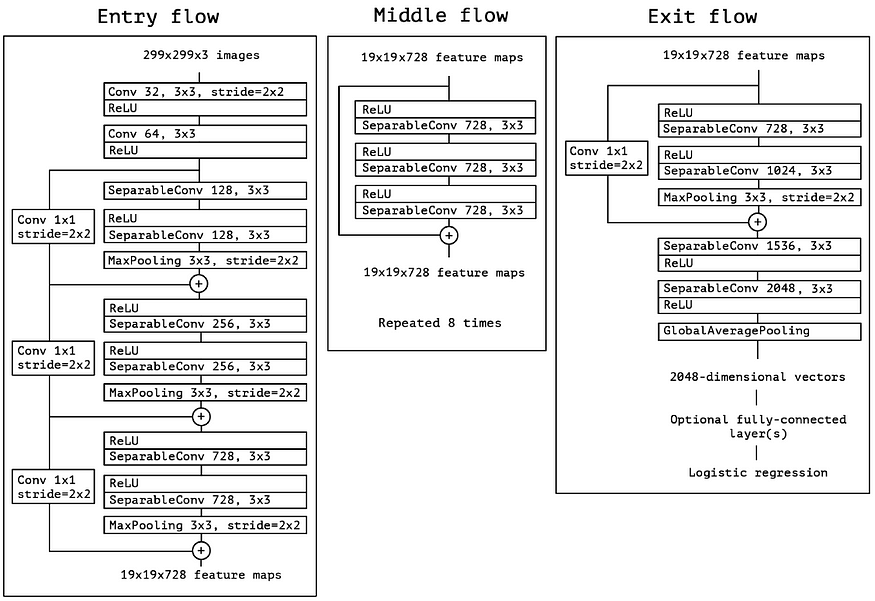 Entry flow
299x299x3 images
Conv 32, 3x3, stride=2x2
ReLU
Conv 64, 3x3
ReLU
SeparableConv 128, 3x3
Conv 1x1
stride=2x2
ReLU
SeparableConv 128, 3x3
MaxPooling 3x3, stride=2x2
+
ReLU
SeparableConv 256, 3x3
Conv 1x1
stride=2x2
ReLU
SeparableConv 256, 3x3
MaxPooling 3x3, stride=2x2
+
ReLU
SeparableConv 728, 3x3
Conv 1x1
stride=2x2
ReLU
SeparableConv 728, 3x3
MaxPooling 3x3, stride=2x2
+
19x19x728 feature maps
Middle flow
19x19x728 feature maps
ReLU
SeparableConv 728, 3x3
ReLU
SeparableConv 728, 3x3
ReLU
SeparableConv 728, 3x3
+
19x19x728 feature maps
Repeated 8 times
Exit flow
19x19x728 feature maps
ReLU
SeparableConv 728, 3x3
Conv 1x1
stride=2x2
ReLU
SeparableConv 1024, 3x3
MaxPooling 3x3, stride=2x2
+
SeparableConv 1536, 3x3
ReLU
SeparableConv 2048, 3x3
ReLU
GlobalAveragePooling
2048-dimensional vectors
Optional fully-connected
layer(s)
Logistic regression